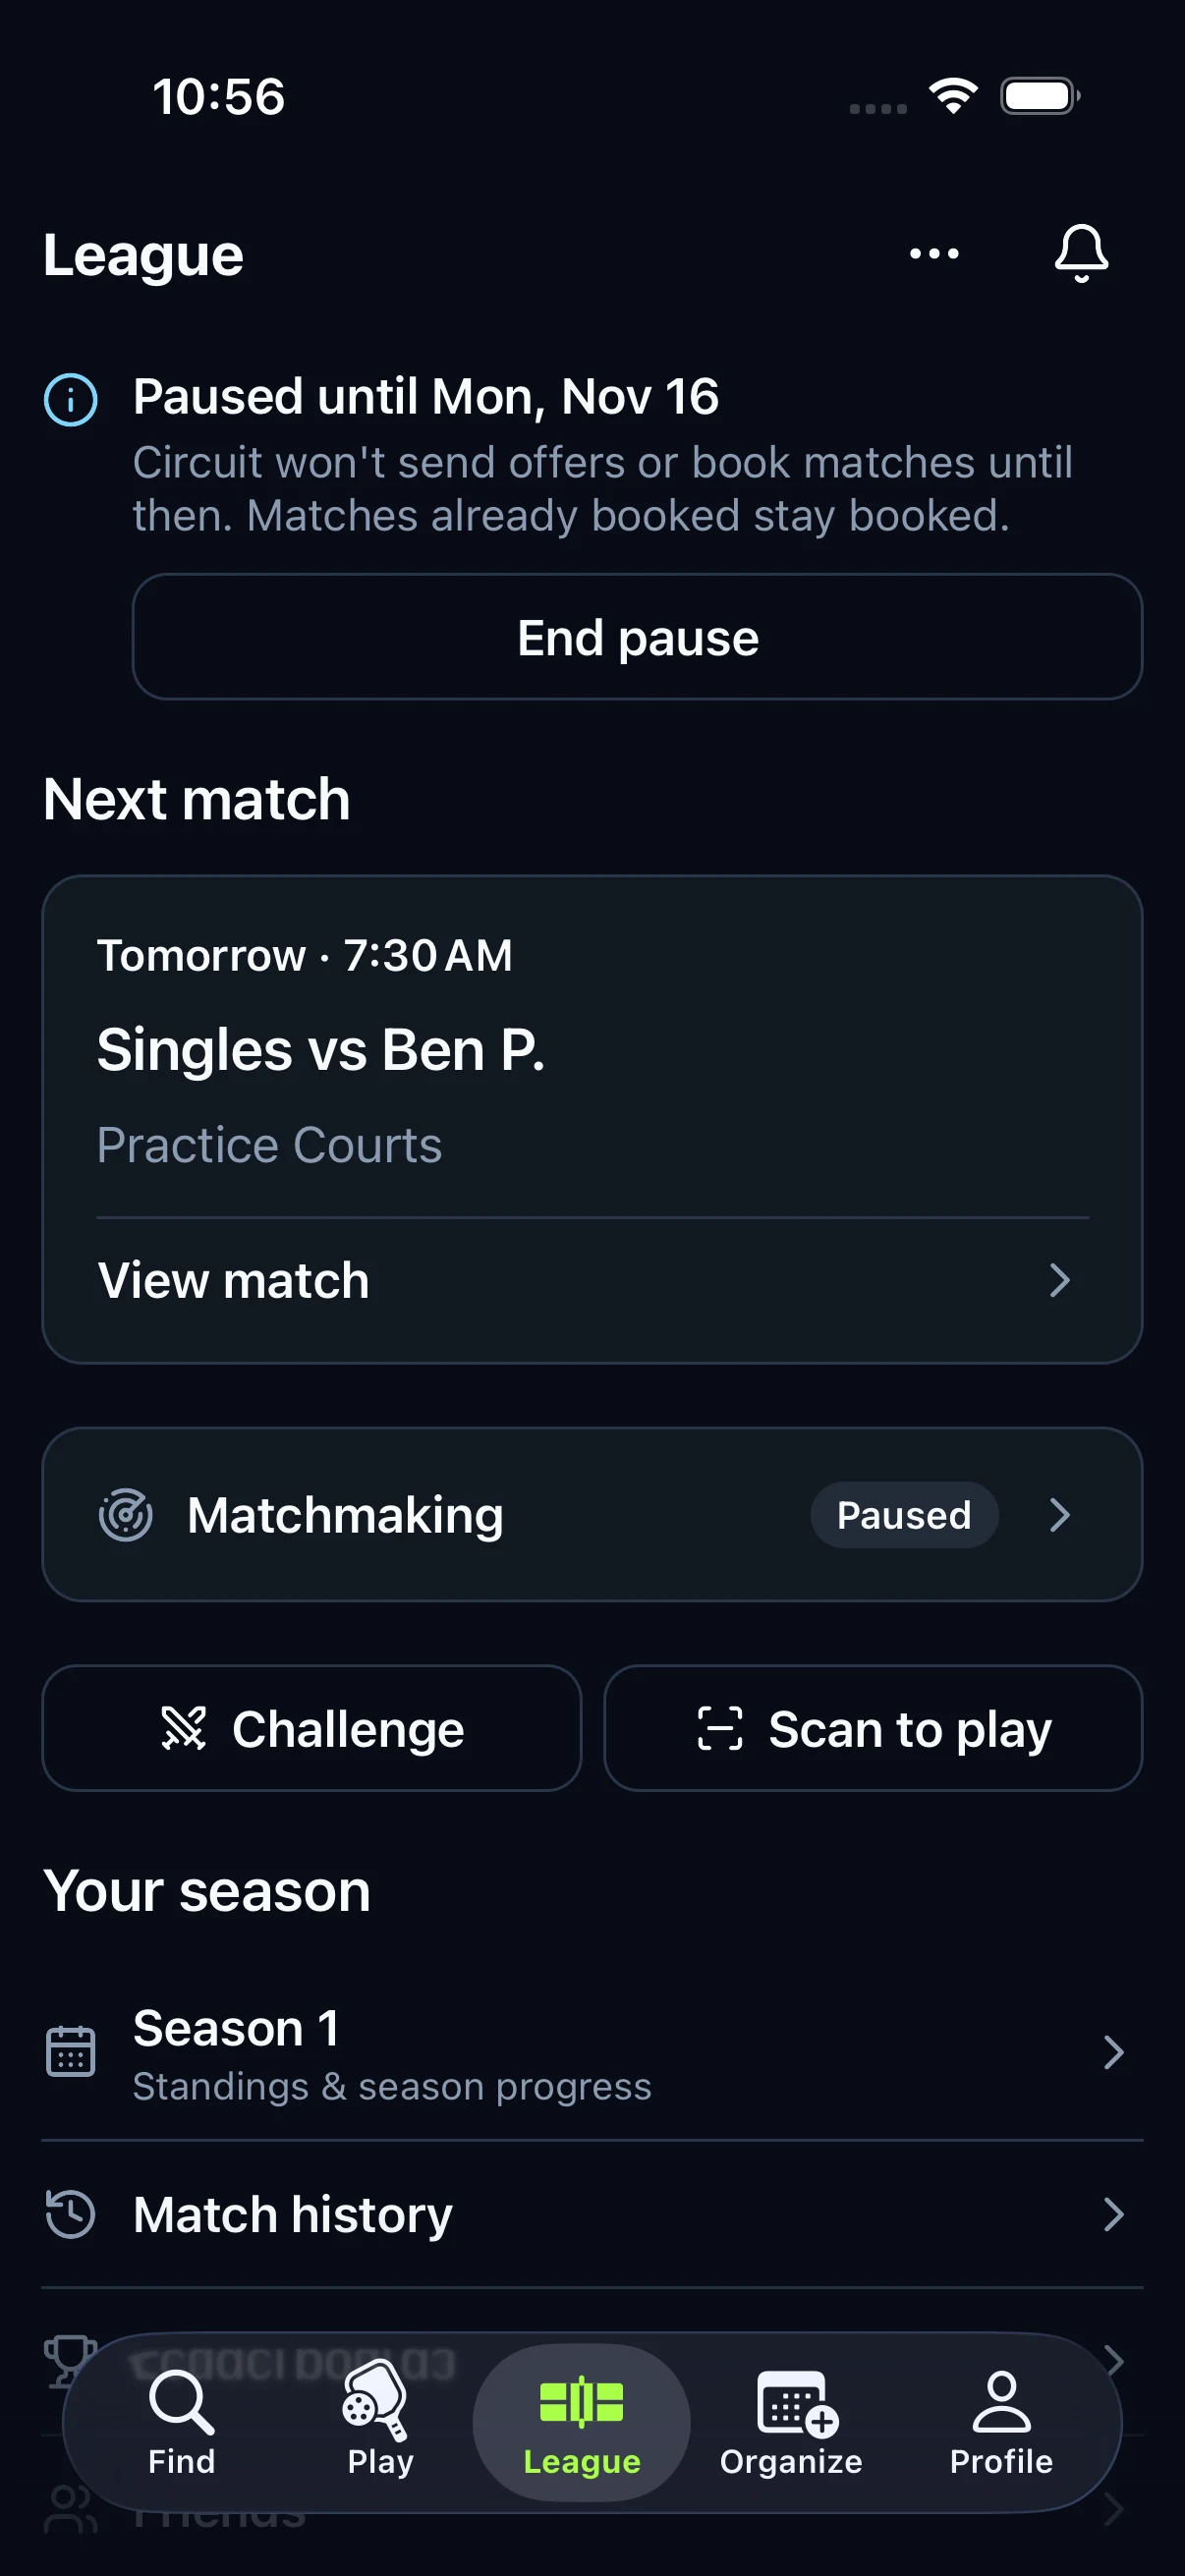 10:56
League
Paused until Mon, Nov 16
Circuit won't send offers or book matches until
then. Matches already booked stay booked.
End pause
Next match
Tomorrow · 7:30 AM
Singles vs Ben P.
Practice Courts
View match
Matchmaking
Paused
Challenge
Scan to play
Your season
Season 1
Standings & season progress
Match history
Find
Play
League
Organize
Profile
Friends